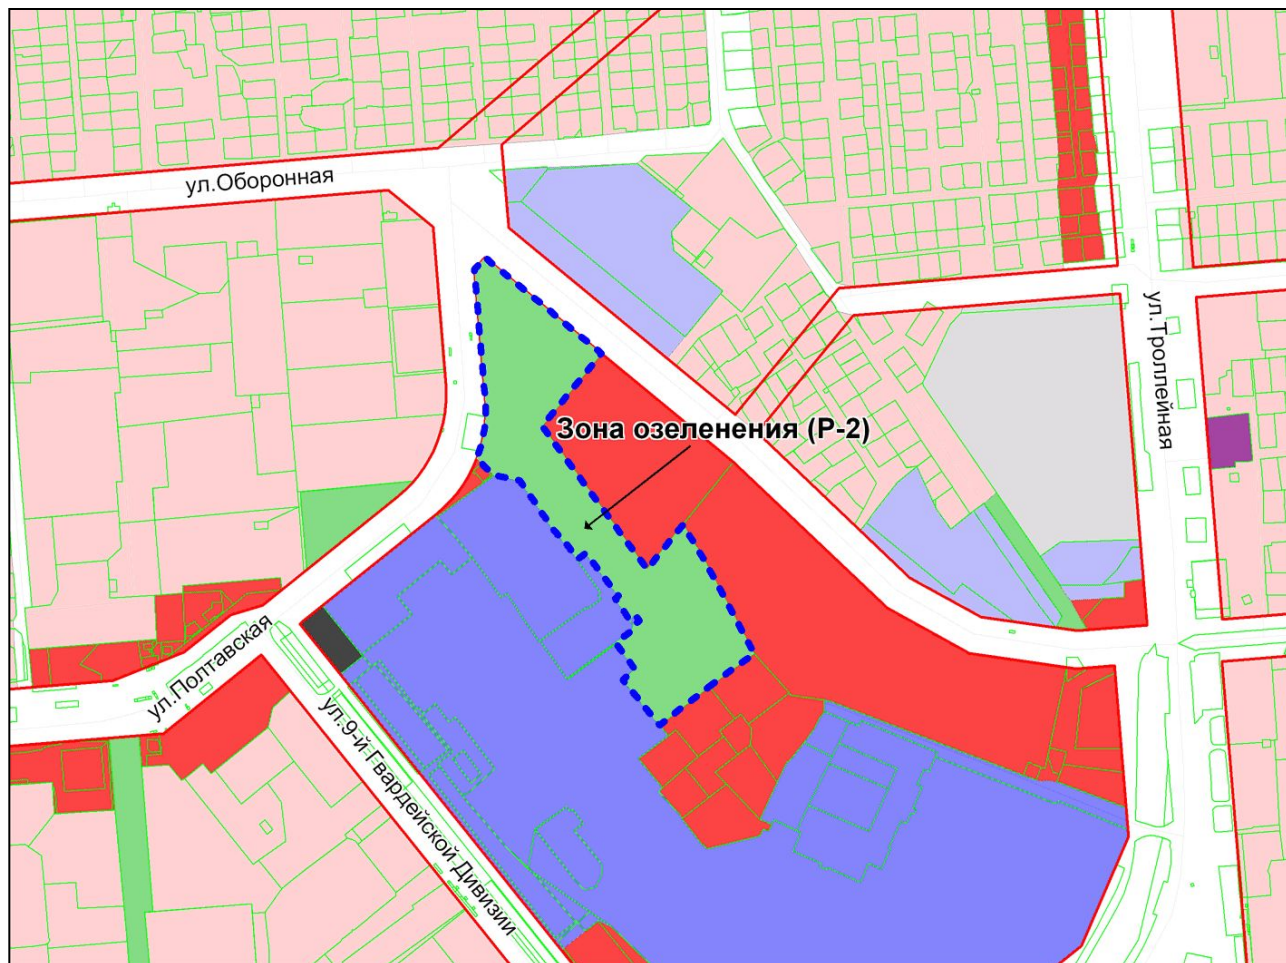 ул.Оборонная
ул.Троллейная
Зона озеленения (Р-2)
ул.Полтавская
ул.9-й Гвардейской Дивизии